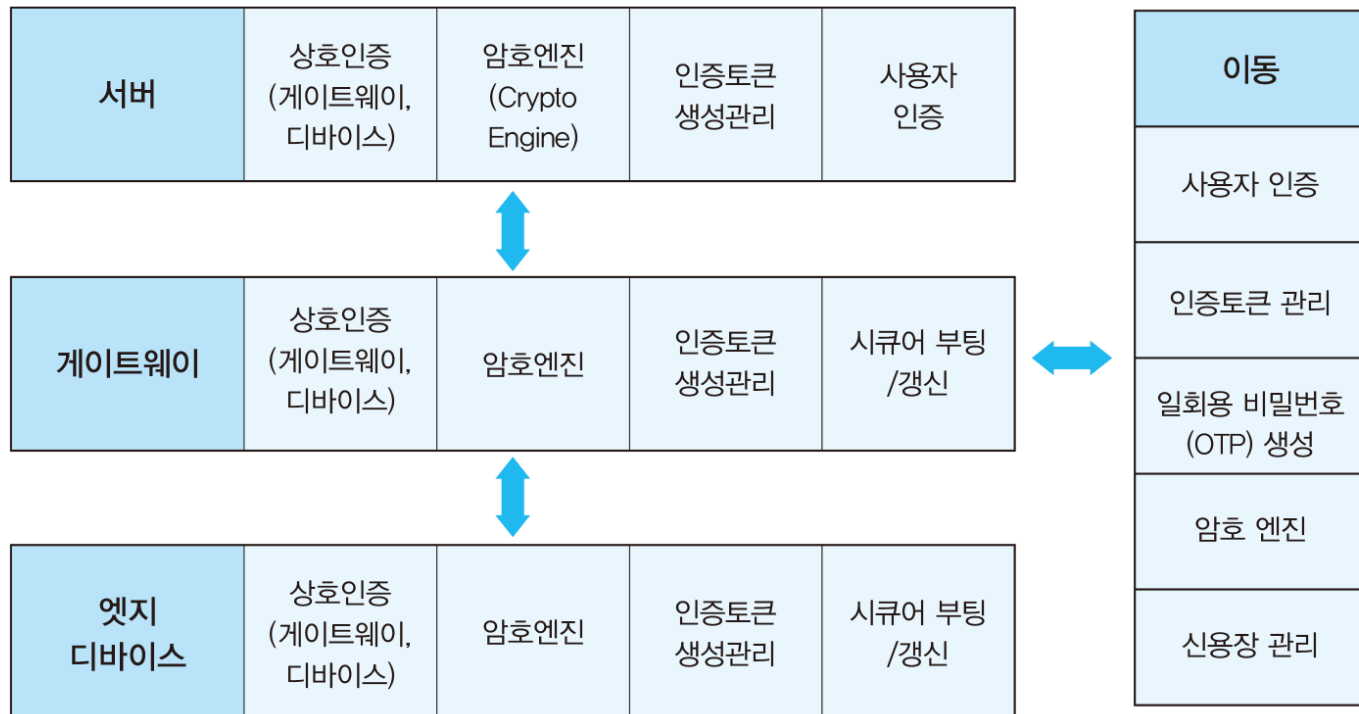 서버
상호인증
(게이트웨이,
디바이스)
암호엔진
(Crypto
Engine)
인증토큰
생성관리
사용자
인증
게이트웨이
상호인증
(게이트웨이,
디바이스)
암호엔진
인증토큰
생성관리
시큐어 부팅
/갱신
엣지
디바이스
상호인증
(게이트웨이,
디바이스)
암호엔진
인증토큰
생성관리
시큐어 부팅
/갱신
이동
사용자 인증
인증토큰 관리
일회용 비밀번호
(OTP) 생성
암호 엔진
신용장 관리